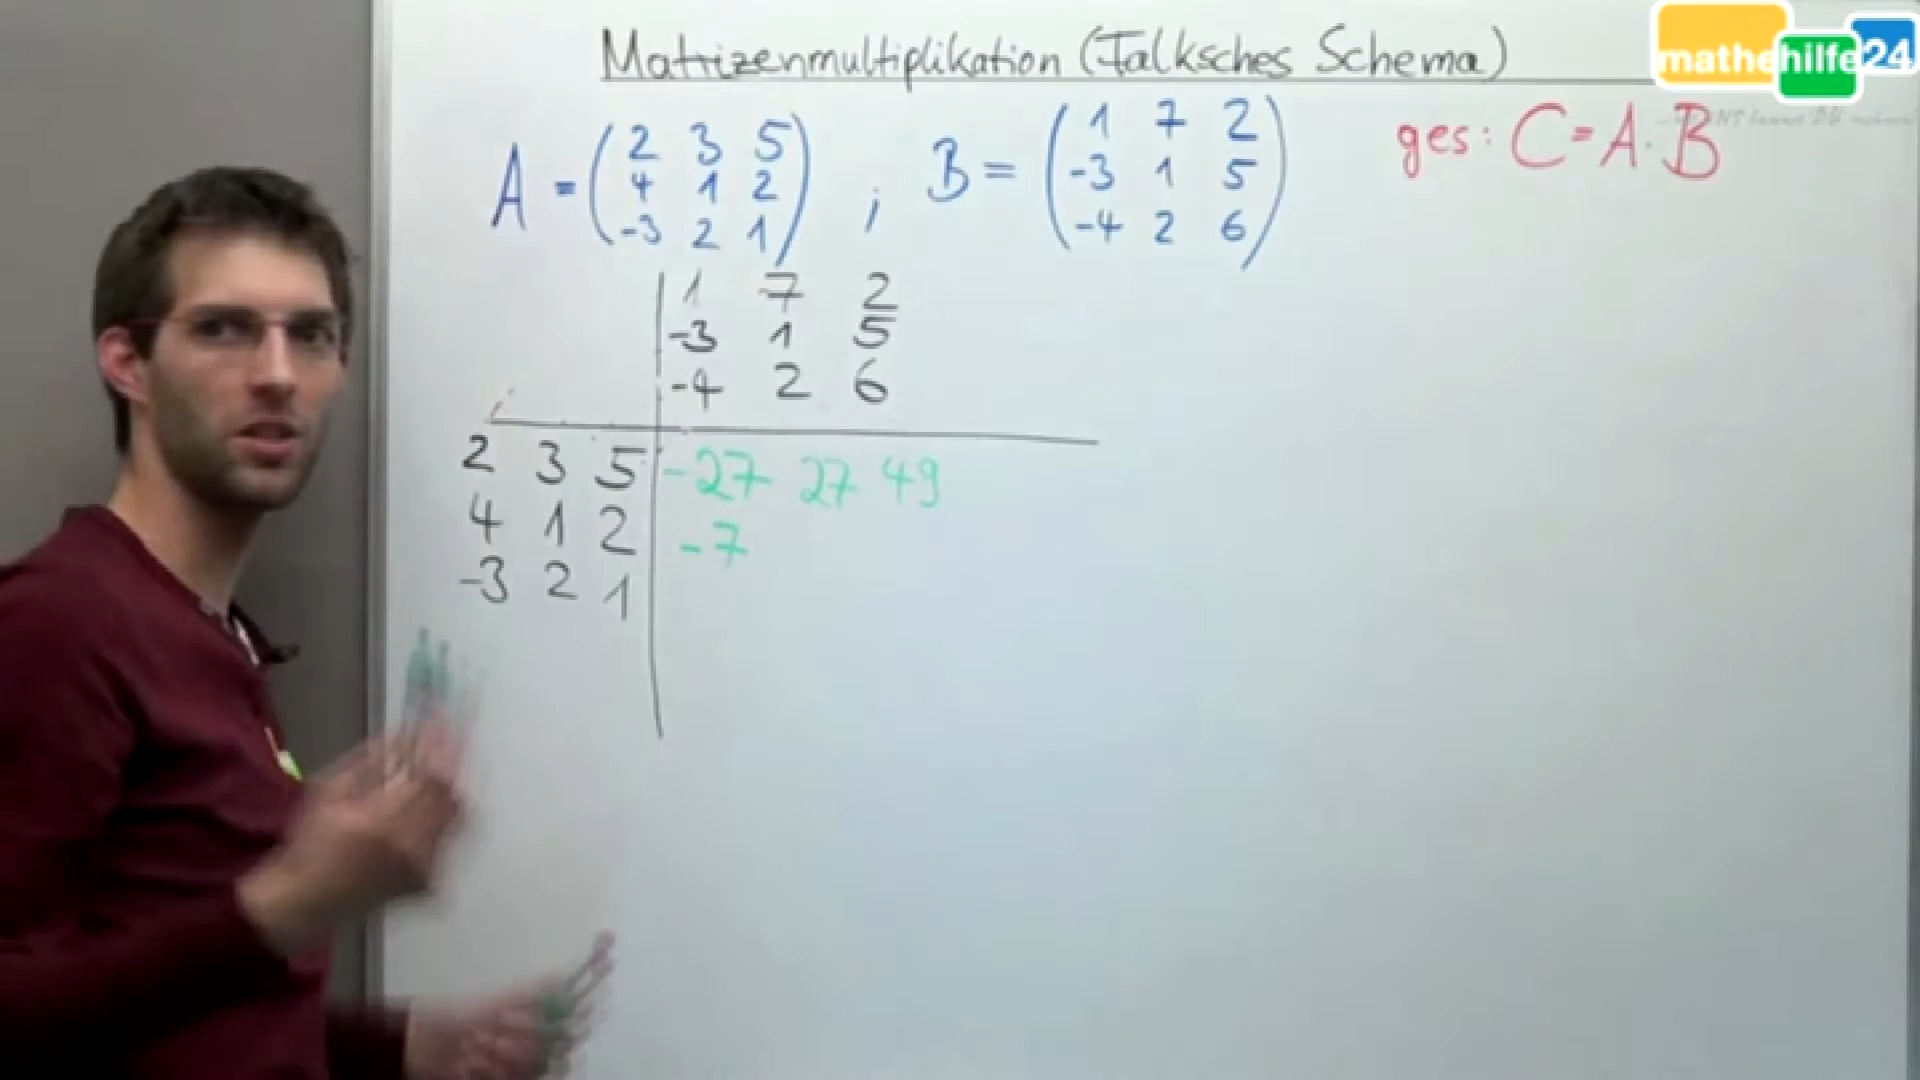 Matrizenmultiplikation (Falksches Schema)
mathehilfe24
A = (2 3 5
4 1 2
-3 2 1) ; B = (1 7 2
-3 1 5
-4 2 6)
ges: C = A · B
1 7 2
-3 1 5
-4 2 6
2 3 5 -27 27 49
4 1 2 -7
-3 2 1